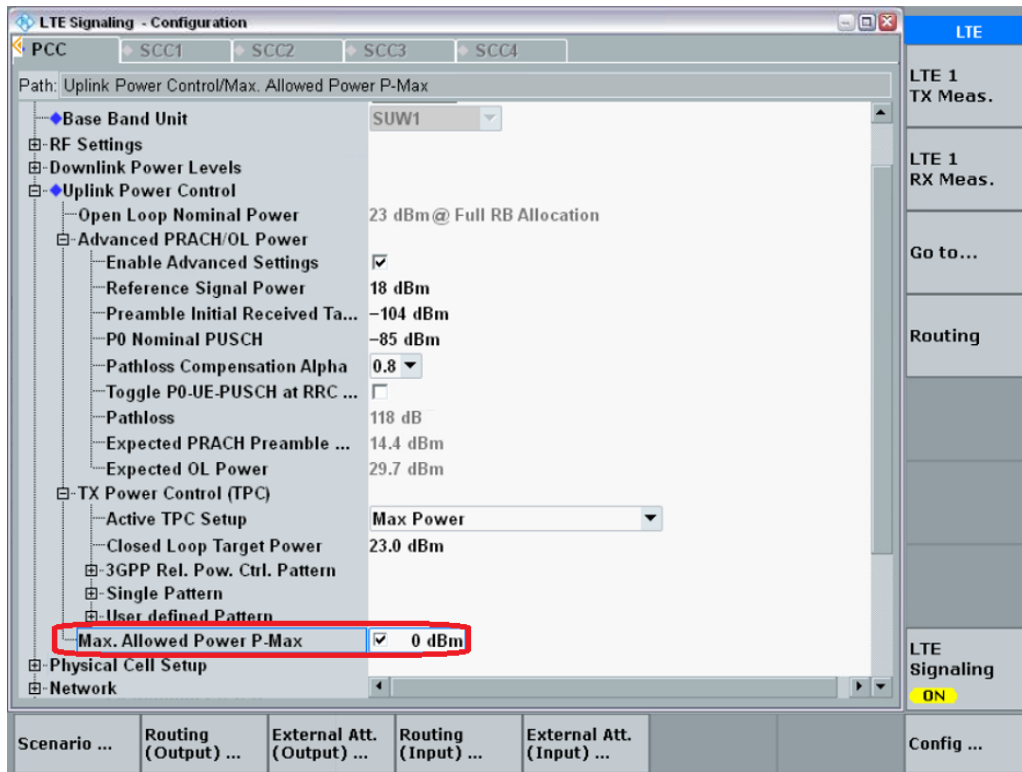 LTE Signaling - Configuration
PCC SCC1 SCC2 SCC3 SCC4
Path: Uplink Power Control/Max. Allowed Power P-Max
Base Band Unit SUW1
RF Settings
Downlink Power Levels
Uplink Power Control
Open Loop Nominal Power 23 dBm@ Full RB Allocation
Advanced PRACH/OL Power
Enable Advanced Settings
Reference Signal Power 18 dBm
Preamble Initial Received Ta... -104 dBm
P0 Nominal PUSCH -85 dBm
Pathloss Compensation Alpha 0.8
Toggle P0-UE-PUSCH at RRC ...
Pathloss 118 dB
Expected PRACH Preamble ... 14.4 dBm
Expected OL Power 29.7 dBm
TX Power Control (TPC)
Active TPC Setup Max Power
Closed Loop Target Power 23.0 dBm
3GPP Rel. Pow. Ctrl. Pattern
Single Pattern
User defined Pattern
Max. Allowed Power P-Max 0 dBm
Physical Cell Setup
Network
LTE
LTE 1
TX Meas.
LTE 1
RX Meas.
Go to...
Routing
LTE
Signaling
ON
Scenario ...
Routing
(Output) ...
External Att.
(Output) ...
Routing
(Input) ...
External Att.
(Input) ...
Config ...